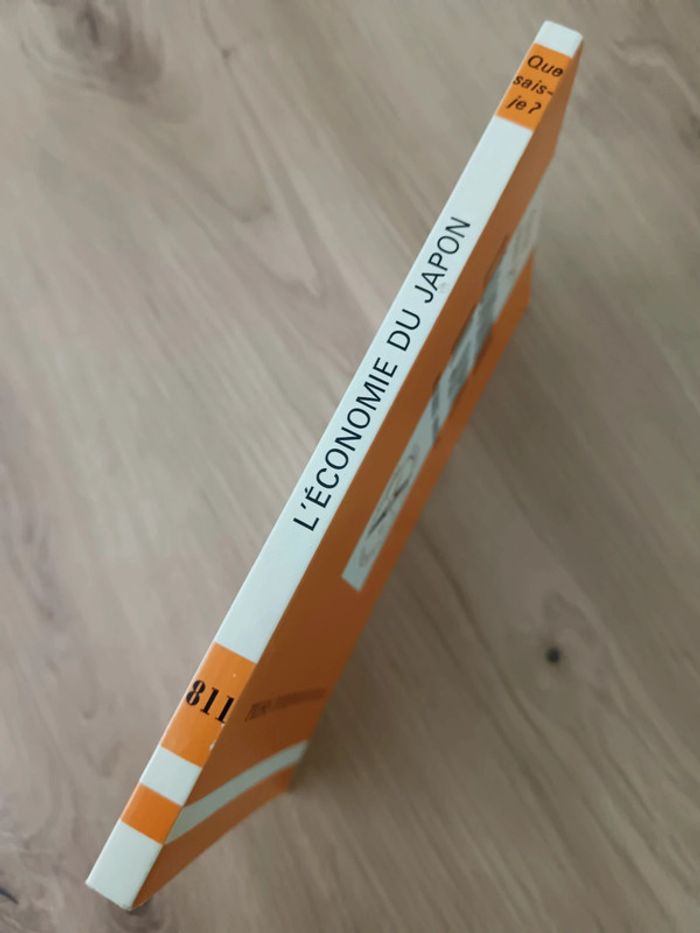 Que
sais-
je?
L'ÉCONOMIE DU JAPON
811